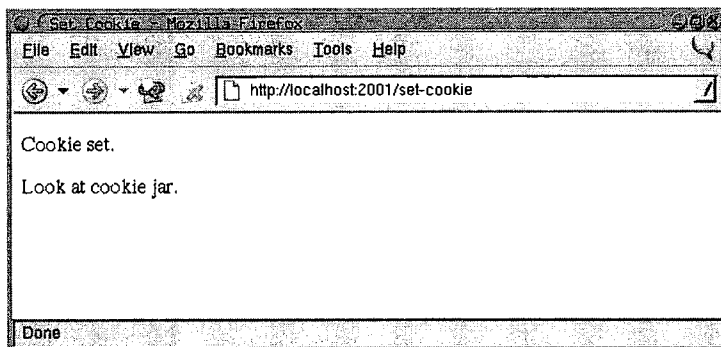 Set Cookie - Mozilla Firefox
File Edit View Go Bookmarks Tools Help
http://localhost:2001/set-cookie
Cookie set.
Look at cookie jar.
Done